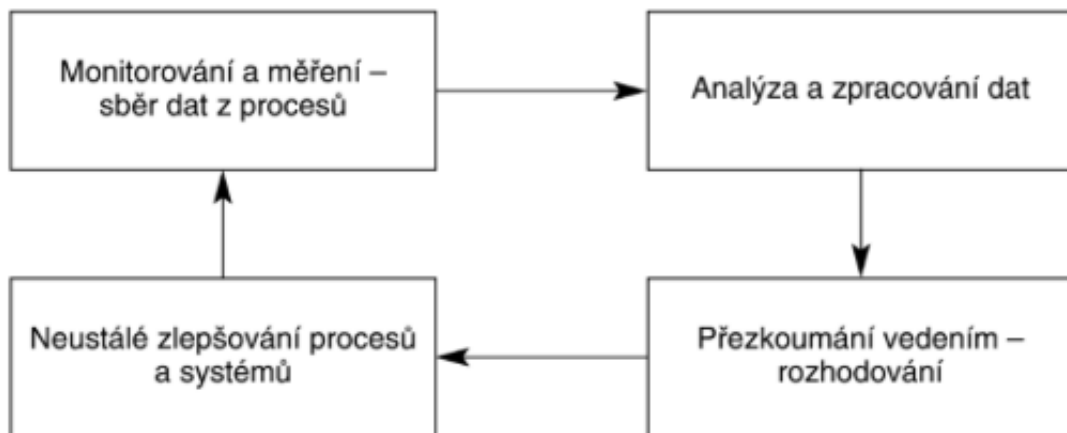 Monitorování a měření –
sběr dat z procesů
Analýza a zpracování dat
Neustálé zlepšování procesů
a systémů
Přezkoumání vedením –
rozhodování